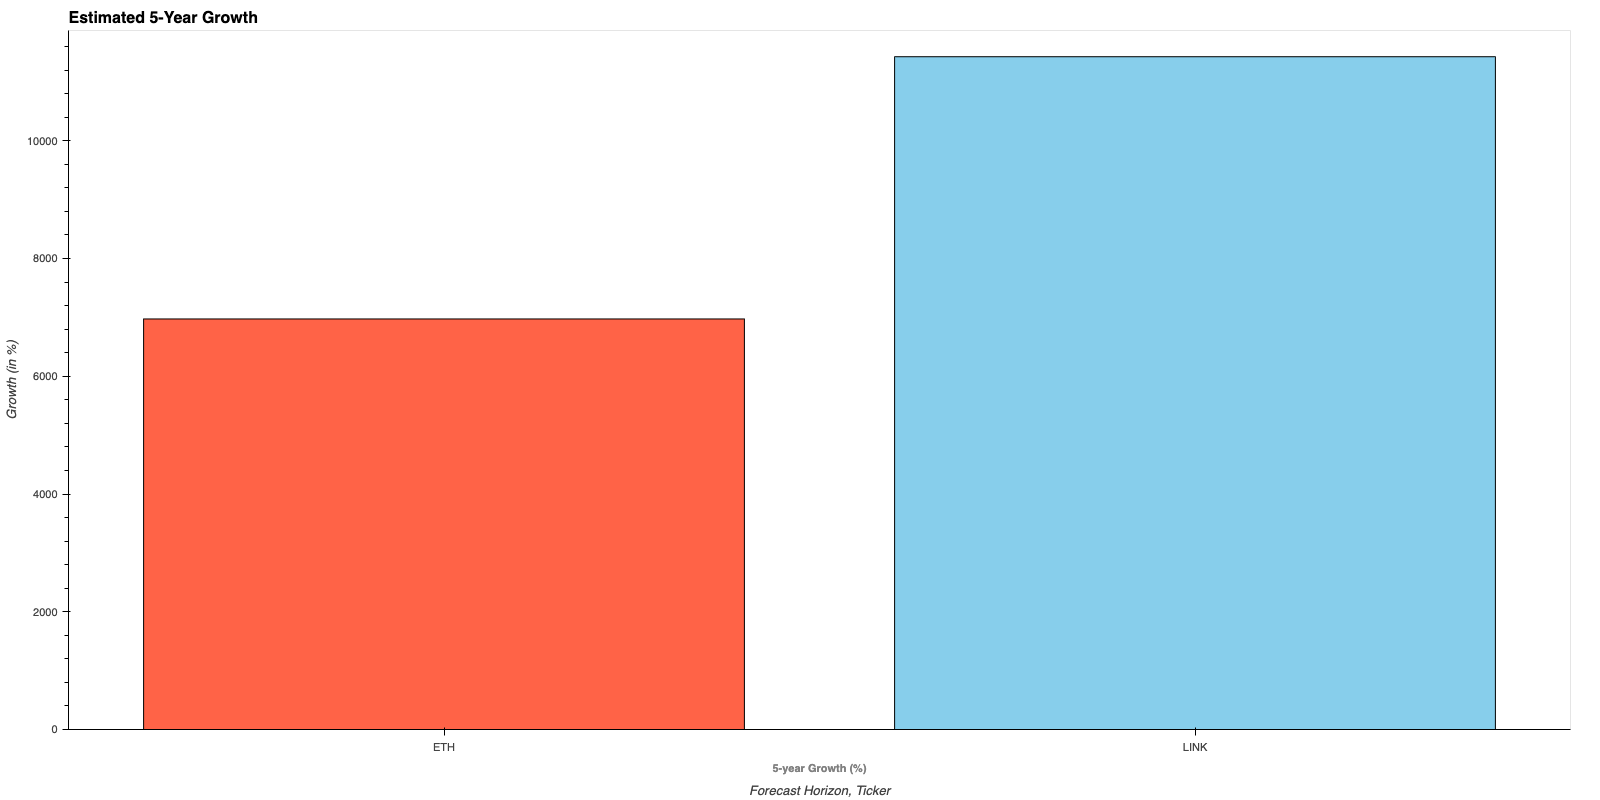 Estimated 5-Year Growth
10000
8000
6000
4000
2000
0
Growth (in %)
ETH
LINK
5-year Growth (%)
Forecast Horizon, Ticker